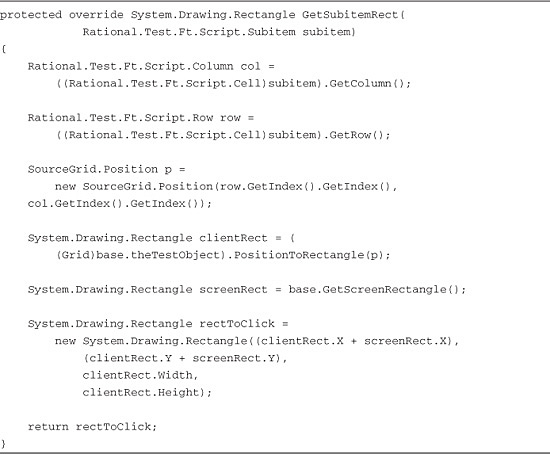 protected override System.Drawing.Rectangle GetSubitemRect(
            Rational.Test.Ft.Script.Subitem subitem)
{
    Rational.Test.Ft.Script.Column col =
        ((Rational.Test.Ft.Script.Cell)subitem).GetColumn();

    Rational.Test.Ft.Script.Row row =
        ((Rational.Test.Ft.Script.Cell)subitem).GetRow();

    SourceGrid.Position p =
        new SourceGrid.Position(row.GetIndex().GetIndex(),
    col.GetIndex().GetIndex());

    System.Drawing.Rectangle clientRect = (
        (Grid)base.theTestObject).PositionToRectangle(p);

    System.Drawing.Rectangle screenRect = base.GetScreenRectangle();

    System.Drawing.Rectangle rectToClick =
        new System.Drawing.Rectangle((clientRect.X + screenRect.X),
            (clientRect.Y + screenRect.Y),
            clientRect.Width,
            clientRect.Height);

    return rectToClick;
}